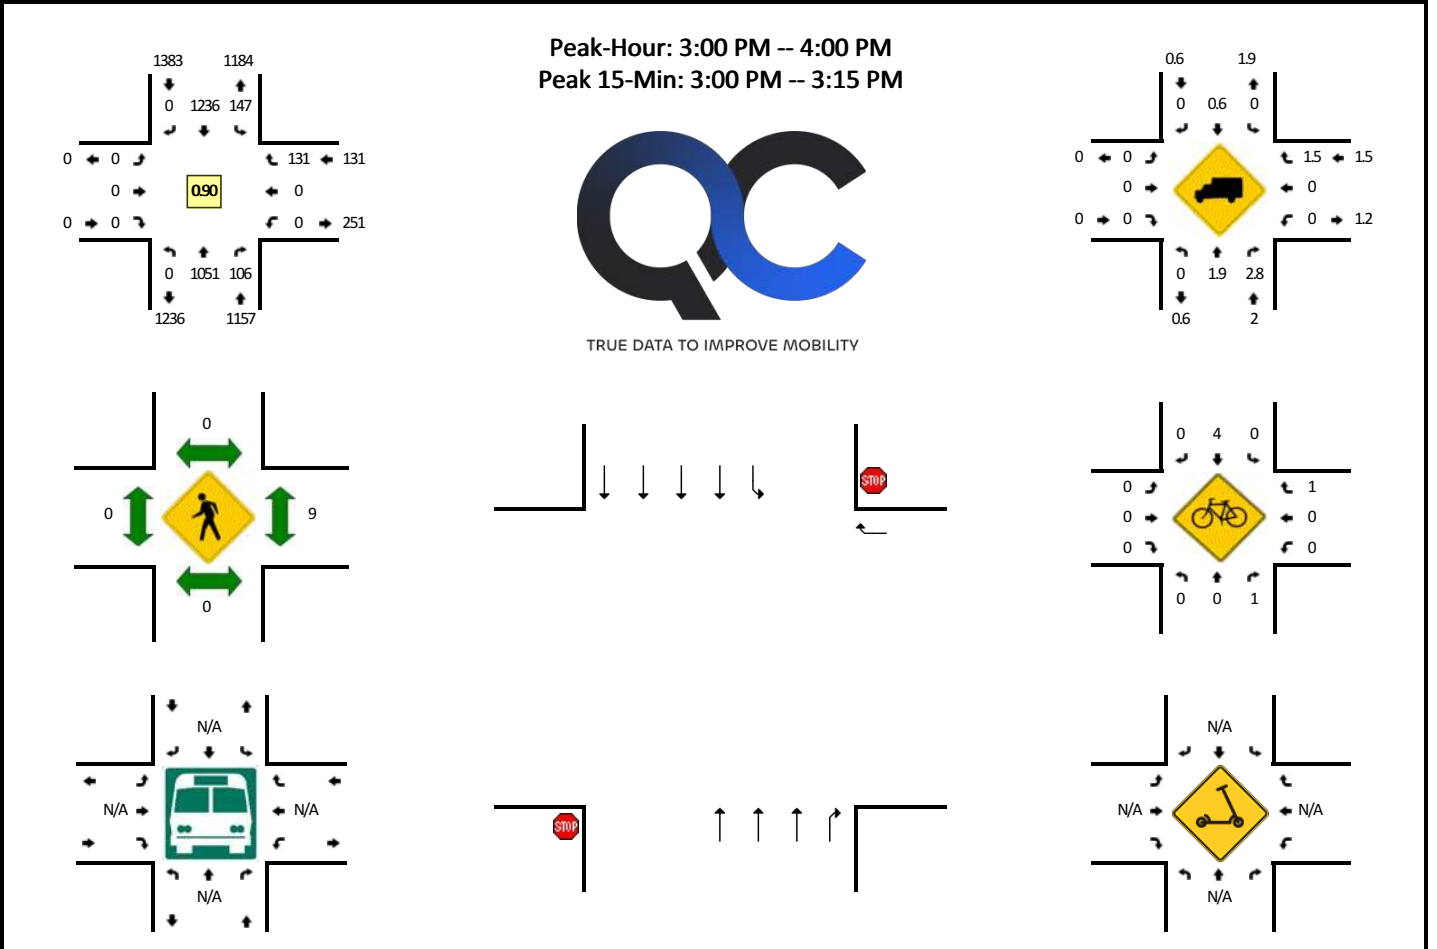 Peak-Hour: 3:00 PM -- 4:00 PM
Peak 15-Min: 3:00 PM -- 3:15 PM
1383 1184
0 1236 147
0 0 131 131
0 0.90 0
0 0 0 251
0 1051 106
1236 1157
QC
TRUE DATA TO IMPROVE MOBILITY
0.6 1.9
0 0.6 0
0 0 1.5 1.5
0 0
0 0 0 1.2
0 1.9 2.8
0.6 2
0
0 9
0
STOP
STOP
0 4 0
0 1
0 0
0 0
0 0 1
N/A
N/A N/A
N/A
N/A
N/A N/A
N/A